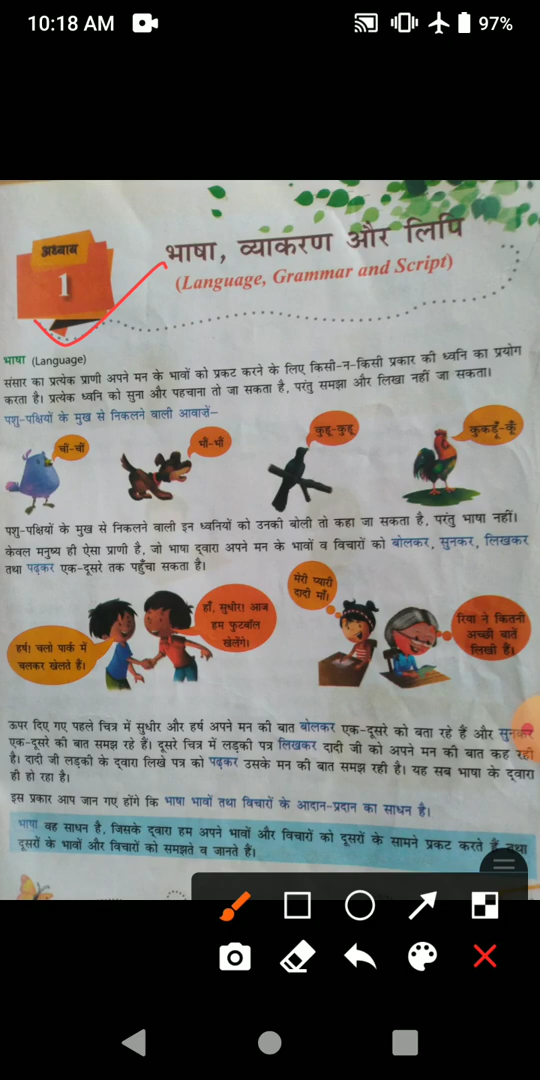 10:18 AM
97%
अध्याय
1
भाषा, व्याकरण और लिपि
(Language, Grammar and Script)
भाषा (Language)
संसार का प्रत्येक प्राणी अपने मन के भावों को प्रकट करने के लिए किसी-न-किसी प्रकार की ध्वनि का प्रयोग
करता है। प्रत्येक ध्वनि को सुना और पहचाना तो जा सकता है, परंतु समझा और लिखा नहीं जा सकता।
पशु-पक्षियों के मुख से निकलने वाली आवाज़ें–
चीं-चीं
भौं-भौं
कुहू-कुहू
कुकड़ूँ-कूँ
पशु-पक्षियों के मुख से निकलने वाली इन ध्वनियों को उनकी बोली तो कहा जा सकता है, परंतु भाषा नहीं।
केवल मनुष्य ही ऐसा प्राणी है, जो भाषा द्वारा अपने मन के भावों व विचारों को बोलकर, सुनकर, लिखकर
तथा पढ़कर एक-दूसरे तक पहुँचा सकता है।
हर्ष! चलो पार्क में
चलकर खेलते हैं।
हाँ, सुधीर! आज
हम फुटबॉल
खेलेंगे।
मेरी प्यारी
दादी माँ!
रिया ने कितनी
अच्छी बातें
लिखी हैं।
ऊपर दिए गए पहले चित्र में सुधीर और हर्ष अपने मन की बात बोलकर एक-दूसरे को बता रहे हैं और सुनकर
एक-दूसरे की बात समझ रहे हैं। दूसरे चित्र में लड़की पत्र लिखकर दादी जी को अपने मन की बात कह रही
है। दादी जी लड़की के द्वारा लिखे पत्र को पढ़कर उसके मन की बात समझ रही है। यह सब भाषा के द्वारा
ही हो रहा है।
इस प्रकार आप जान गए होंगे कि भाषा भावों तथा विचारों के आदान-प्रदान का साधन है।
भाषा वह साधन है, जिसके द्वारा हम अपने भावों और विचारों को दूसरों के सामने प्रकट करते हैं तथा
दूसरों के भावों और विचारों को समझते व जानते हैं।